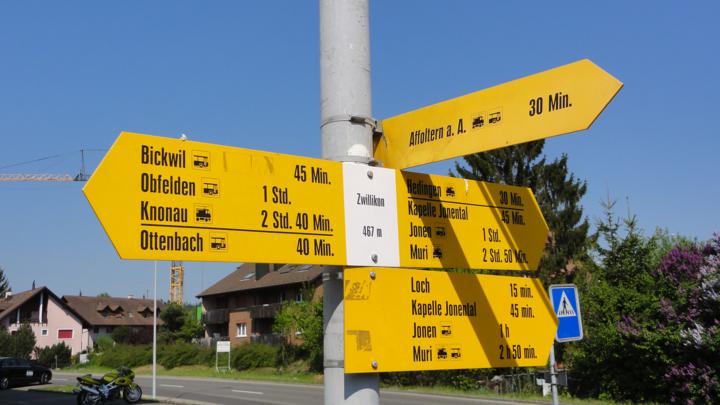 Affoltern a. A. 30 Min.
Bickwil 45 Min.
Obfelden 1 Std.
Knonau 2 Std. 40 Min.
Ottenbach 40 Min.
Zwillikon
467 m
Hedingen 30 Min.
Kapelle Jonental 45 Min.
Jonen 1 Std.
Muri 2 Std. 50 Min.
Loch 15 min.
Kapelle Jonental 45 min.
Jonen 1 h
Muri 2 h 50 min.